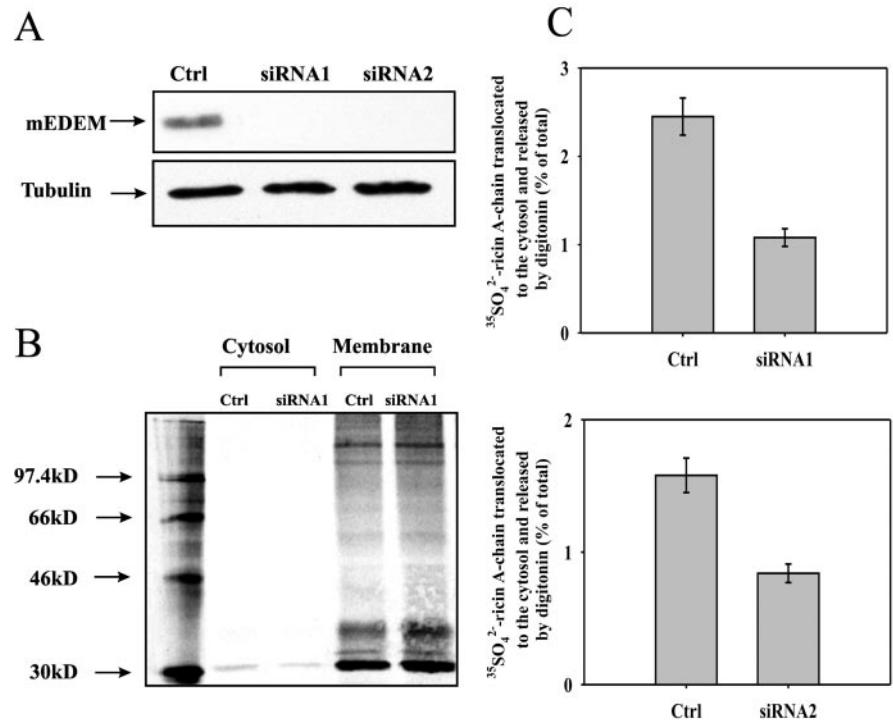 A
Ctrl siRNA1 siRNA2
mEDEM
Tubulin
B
Cytosol Membrane
Ctrl siRNA1 Ctrl siRNA1
97.4kD
66kD
46kD
30kD
C
³⁵SO₄²⁻-ricin A-chain translocated
to the cytosol and released
by digitonin (% of total)
3
2
1
0
Ctrl siRNA1
³⁵SO₄²⁻-ricin A-chain translocated
to the cytosol and released
by digitonin (% of total)
2
1
0
Ctrl siRNA2